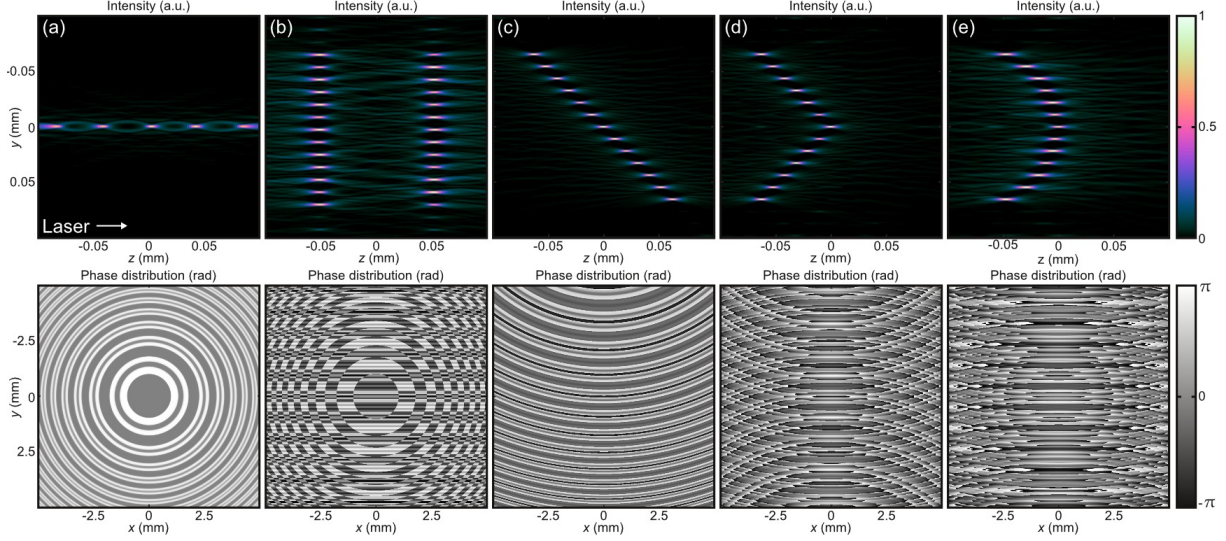 Intensity (a.u.) Intensity (a.u.) Intensity (a.u.) Intensity (a.u.) Intensity (a.u.)
(a) (b) (c) (d) (e)
1
-0.05
y (mm)
0
0.5
0.05
Laser
0
-0.05 0 0.05 -0.05 0 0.05 -0.05 0 0.05 -0.05 0 0.05 -0.05 0 0.05
z (mm) z (mm) z (mm) z (mm) z (mm)
Phase distribution (rad) Phase distribution (rad) Phase distribution (rad) Phase distribution (rad) Phase distribution (rad)
π
-2.5
y (mm)
0
0
2.5
-π
-2.5 0 2.5 -2.5 0 2.5 -2.5 0 2.5 -2.5 0 2.5 -2.5 0 2.5
x (mm) x (mm) x (mm) x (mm) x (mm)